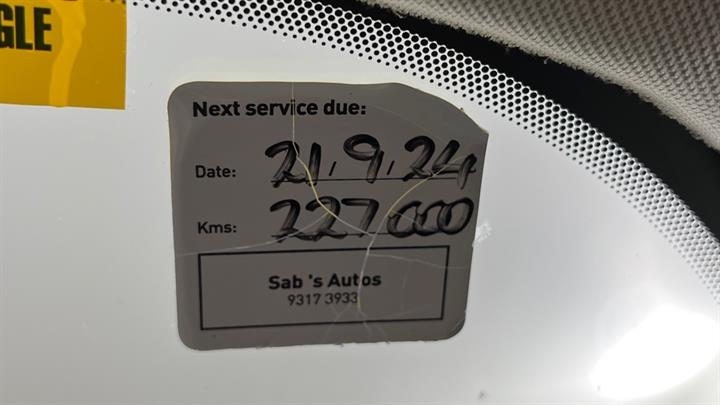 GLE
Next service due:
Date: 21, 9, 24
Kms: 227000
Sab 's Autos
9317 3933